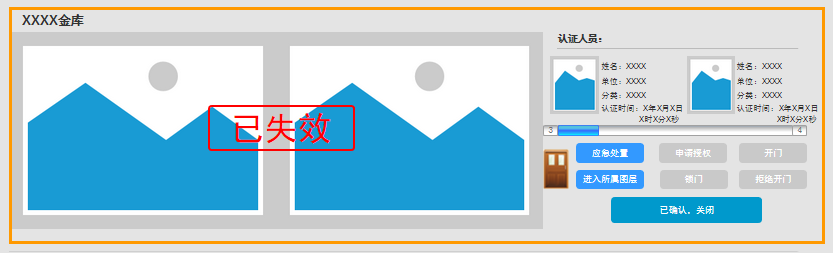 XXXX金库
已失效
认证人员：
姓名：XXXX
单位：XXXX
分类：XXXX
认证时间：X年X月X日
X时X分X秒
姓名：XXXX
单位：XXXX
分类：XXXX
认证时间：X年X月X日
X时X分X秒
3 4
应急处置 申请授权 开门
进入所属图层 锁门 拒绝开门
已确认，关闭